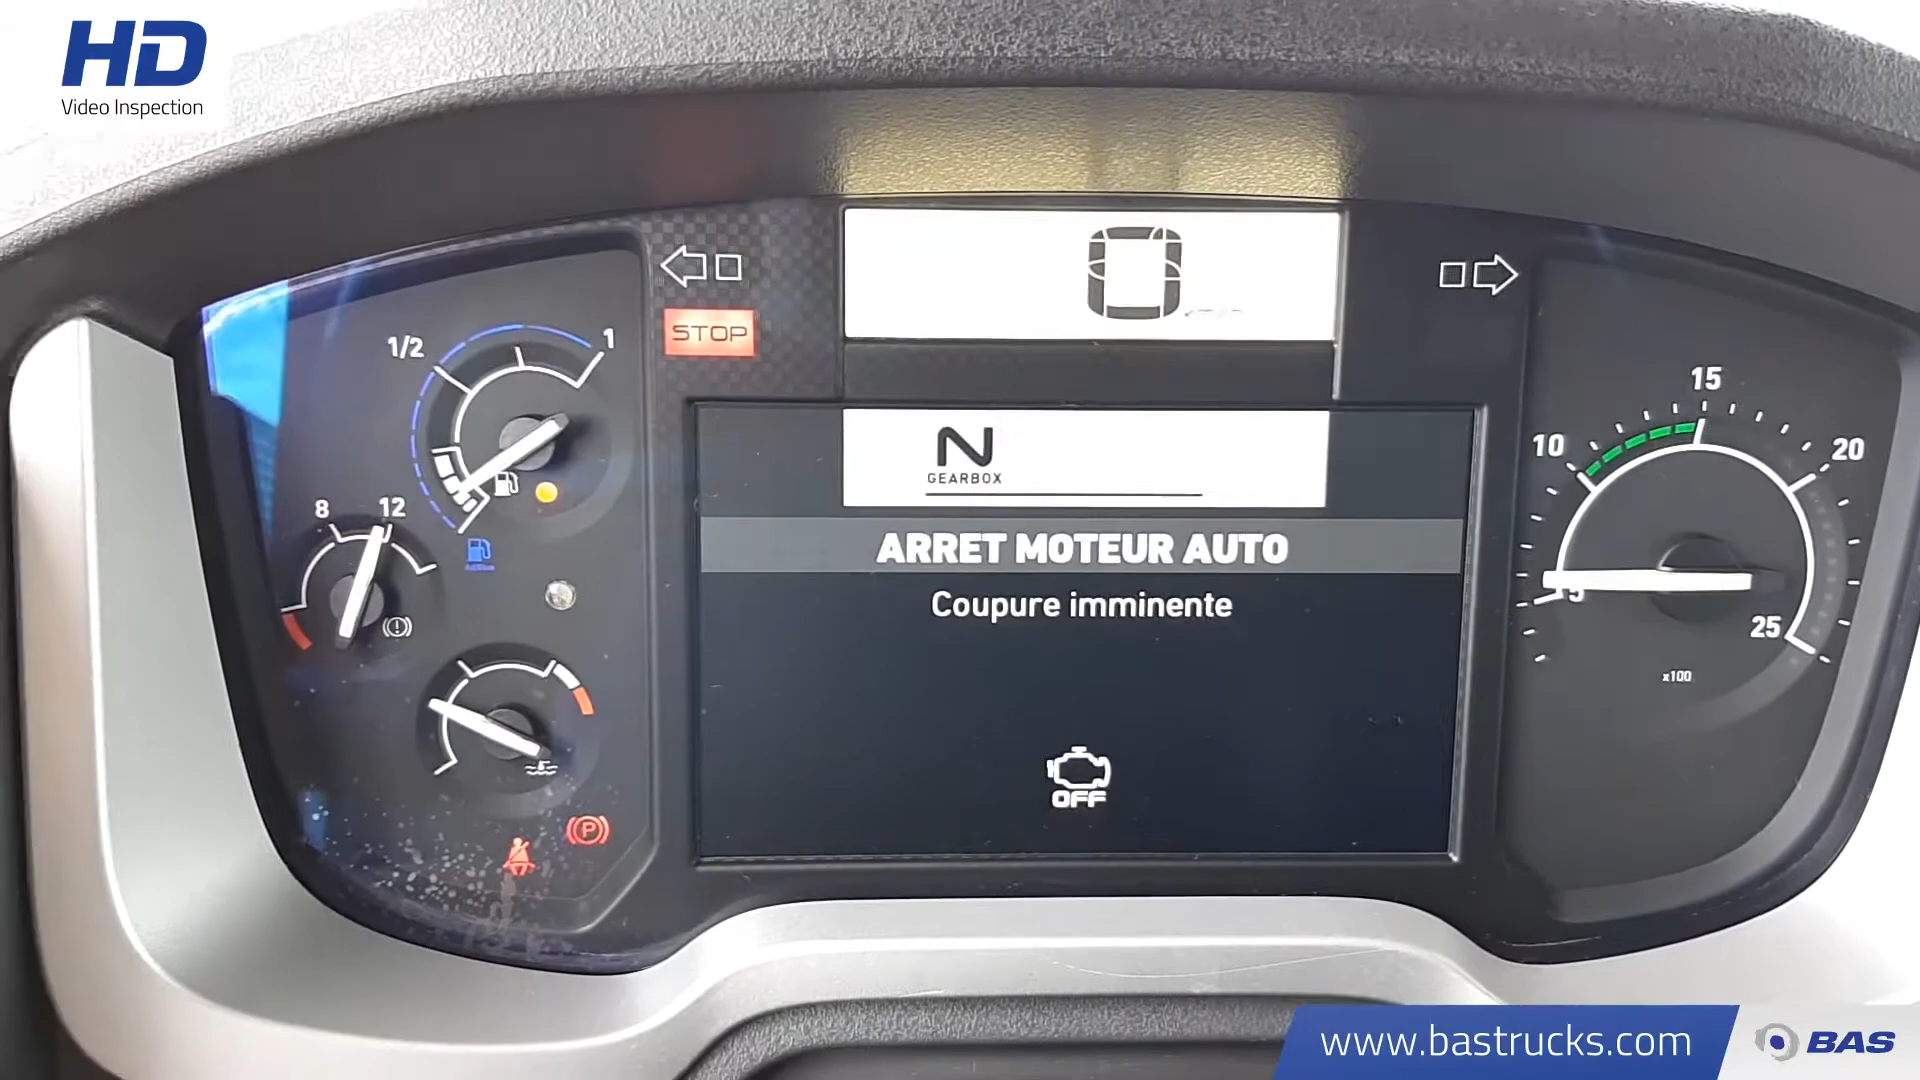 HD
Video Inspection
STOP
0
1/2
1
8
12
N
GEARBOX
ARRET MOTEUR AUTO
Coupure imminente
OFF
P
5
10
15
20
25
x100
www.bastrucks.com
BAS